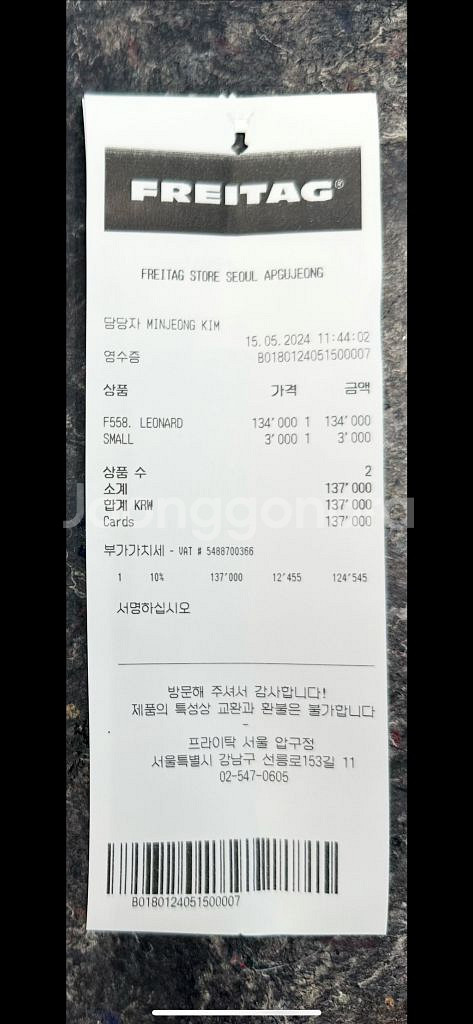 FREITAG®
FREITAG STORE SEOUL APGUJEONG
담당자 MINJEONG KIM
15.05.2024 11:44:02
영수증 B0180124051500007
상품 가격 금액
F558. LEONARD 134'000 1 134'000
SMALL 3'000 1 3'000
상품 수 2
소계 137'000
합계 KRW 137'000
Cards 137'000
Joonggonara
부가가치세 - VAT # 5488700366
1 10% 137'000 12'455 124'545
서명하십시오
방문해 주셔서 감사합니다!
제품의 특성상 교환과 환불은 불가합니다
-
프라이탁 서울 압구정
서울특별시 강남구 선릉로153길 11
02-547-0605
B0180124051500007